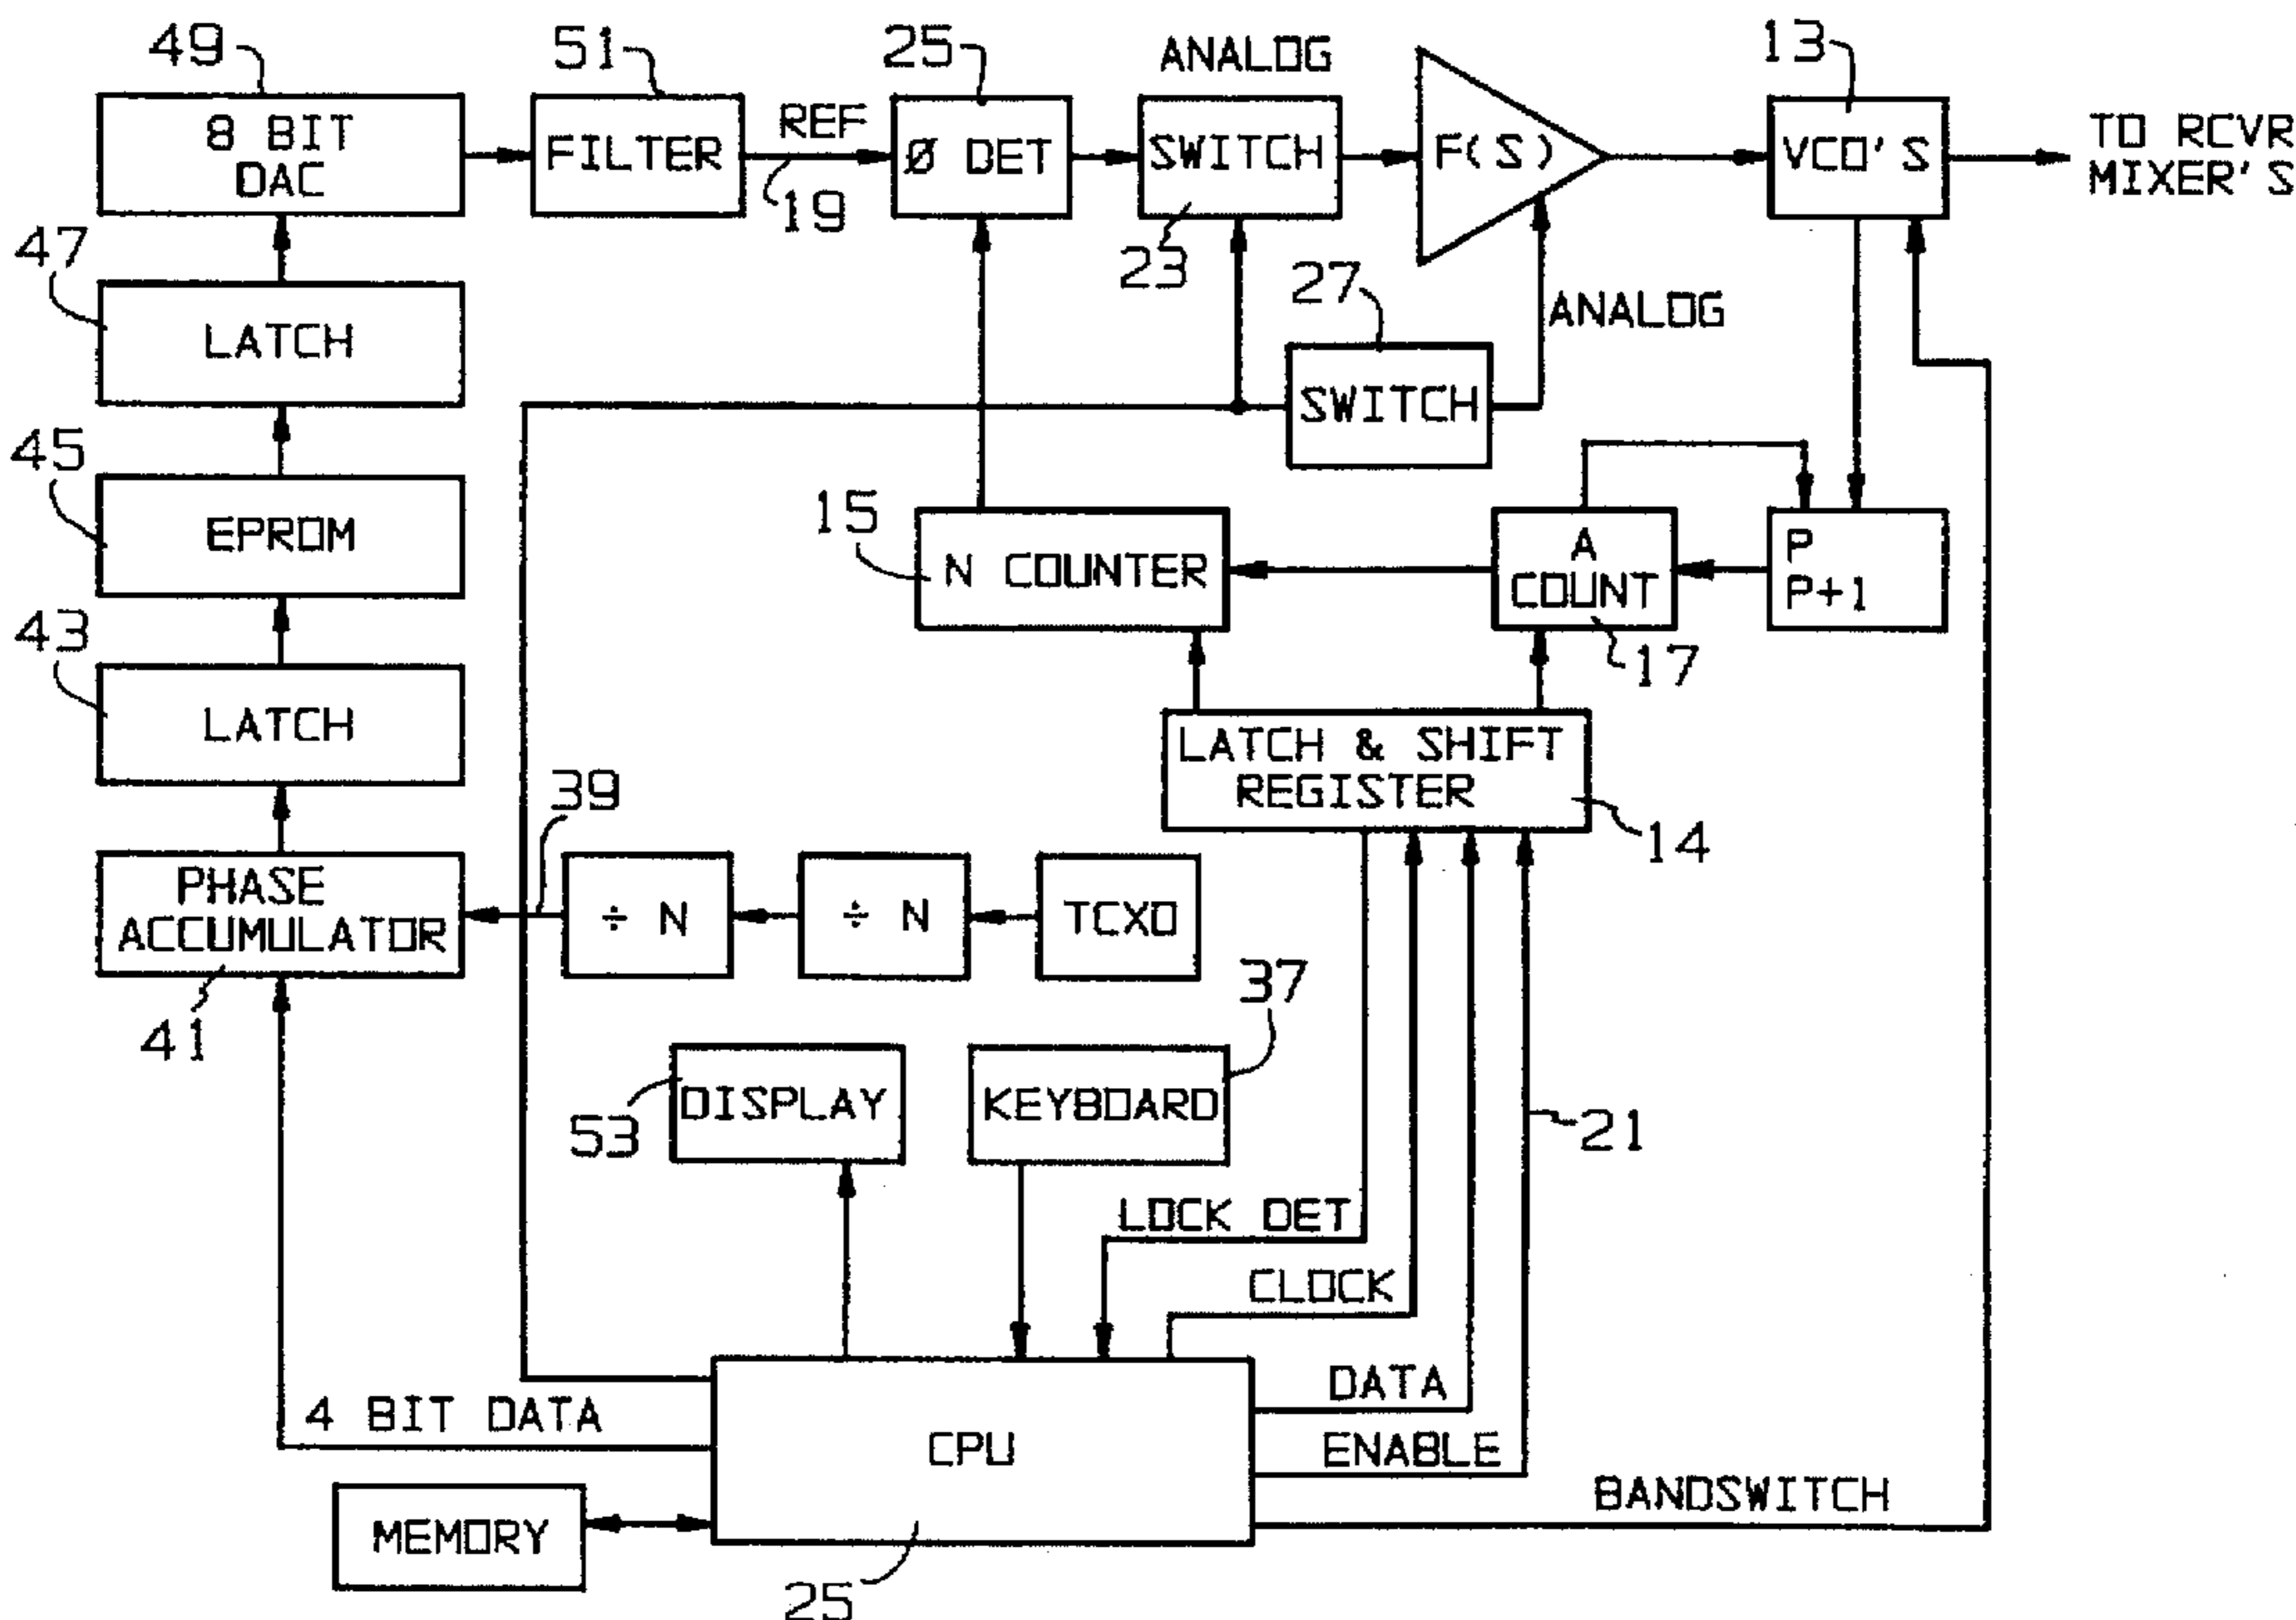 49
51
25
ANALOG
13
8 BIT
DAC
FILTER
REF
19
Ø DET
SWITCH
23
F(S)
VCO'S
TO RCVR
MIXER'S
47
LATCH
27
SWITCH
ANALOG
45
EPROM
15
N COUNTER
A
COUNT
17
P
P+1
43
LATCH
LATCH & SHIFT
REGISTER
14
39
PHASE
ACCUMULATOR
41
÷ N
÷ N
TCXO
37
53
DISPLAY
KEYBOARD
21
LOCK DET
CLOCK
DATA
ENABLE
BANDSWITCH
4 BIT DATA
CPU
25
MEMORY